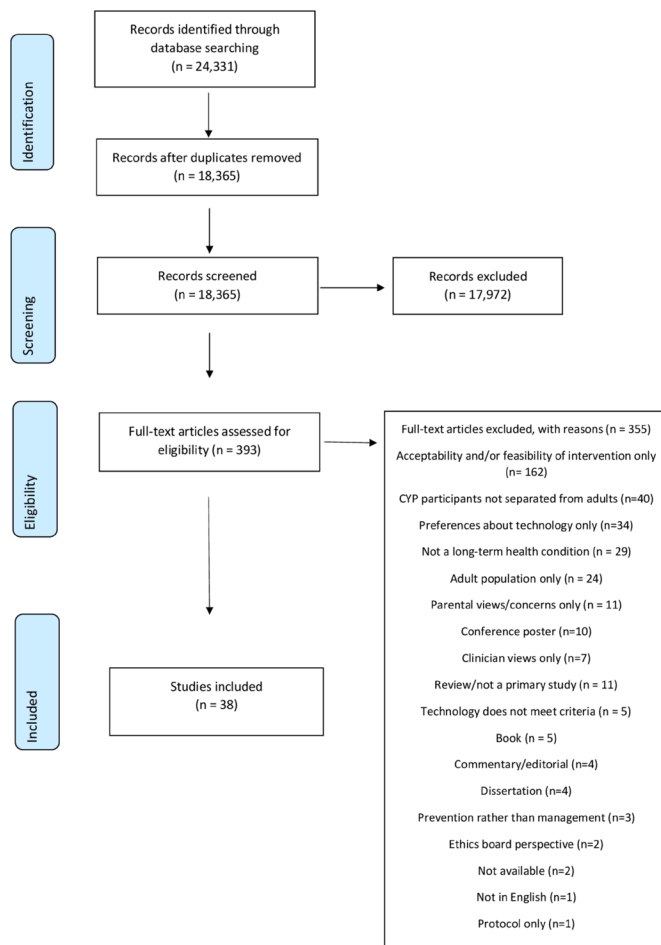 Identification
Records identified through
database searching
(n = 24,331)
Records after duplicates removed
(n = 18,365)
Screening
Records screened
(n = 18,365)
Records excluded
(n = 17,972)
Eligibility
Full-text articles assessed for
eligibility (n = 393)
Full-text articles excluded, with reasons (n = 355)
Acceptability and/or feasibility of intervention only
(n= 162)
CYP participants not separated from adults (n=40)
Preferences about technology only (n=34)
Not a long-term health condition (n = 29)
Adult population only (n = 24)
Parental views/concerns only (n = 11)
Conference poster (n=10)
Clinician views only (n=7)
Review/not a primary study (n = 11)
Technology does not meet criteria (n = 5)
Book (n = 5)
Commentary/editorial (n=4)
Dissertation (n=4)
Prevention rather than management (n=3)
Ethics board perspective (n=2)
Not available (n=2)
Not in English (n=1)
Protocol only (n=1)
Included
Studies included
(n = 38)